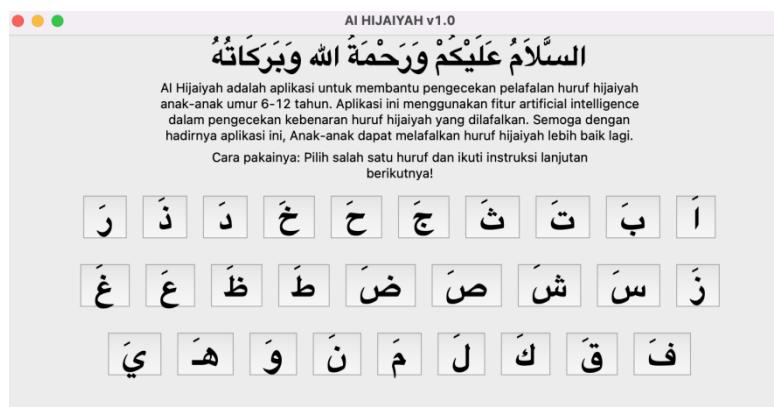 AI HIJAIYAH v1.0
السَّلاَمُ عَلَيْكُمْ وَرَحْمَةُ الله وَبَرَكَاتُهُ
Al Hijaiyah adalah aplikasi untuk membantu pengecekan pelafalan huruf hijaiyah
anak-anak umur 6-12 tahun. Aplikasi ini menggunakan fitur artificial intelligence
dalam pengecekan kebenaran huruf hijaiyah yang dilafalkan. Semoga dengan
hadirnya aplikasi ini, Anak-anak dapat melafalkan huruf hijaiyah lebih baik lagi.
Cara pakainya: Pilih salah satu huruf dan ikuti instruksi lanjutan
berikutnya!
اَ بَ تَ ثَ جَ حَ خَ دَ ذَ رَ
زَ سَ شَ صَ ضَ طَ ظَ عَ غَ
فَ قَ كَ لَ مَ نَ وَ هَـ يَ